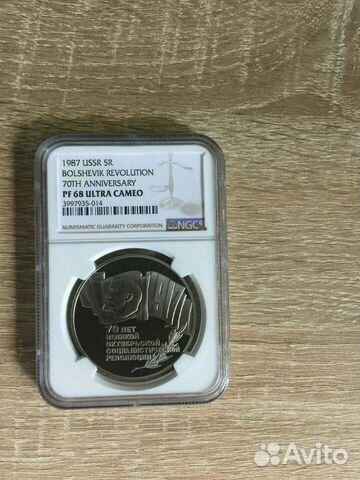 1987 USSR 5R
BOLSHEVIK REVOLUTION
70TH ANNIVERSARY
PF 68 ULTRA CAMEO
3997935-014
NUMISMATIC GUARANTY CORPORATION
NGC
1917
70 ЛЕТ
ВЕЛИКОЙ
ОКТЯБРЬСКОЙ
СОЦИАЛИСТИЧЕСКОЙ
РЕВОЛЮЦИИ
Avito